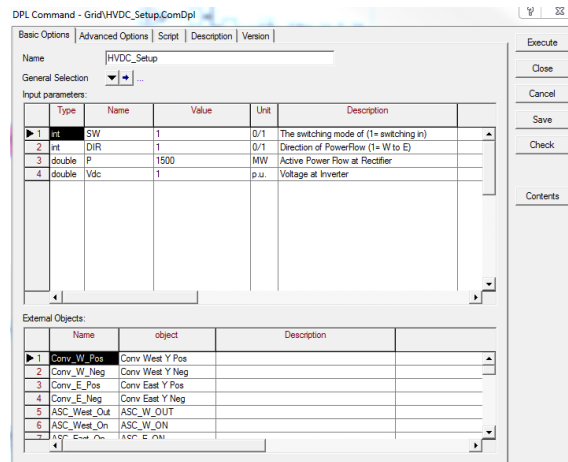 DPL Command - Grid\HVDC_Setup.ComDpl
Basic Options Advanced Options Script Description Version
Execute
Name HVDC_Setup
Close
General Selection ...
Input parameters:
Cancel
Type Name Value Unit Description
Save
1 int SW 1 0/1 The switching mode of (1= switching in)
2 int DIR 1 0/1 Direction of PowerFlow (1= W to E)
Check
3 double P 1500 MW Active Power Flow at Rectifier
4 double Vdc 1 p.u. Voltage at Inverter
Contents
External Objects:
Name object Description
1 Conv_W_Pos Conv West Y Pos
2 Conv_W_Neg Conv West Y Neg
3 Conv_E_Pos Conv East Y Pos
4 Conv_E_Neg Conv East Y Neg
5 ASC_West_Out ASC_W_OUT
6 ASC_West_On ASC_W_ON
7 ASC_East_On ASC_E_ON